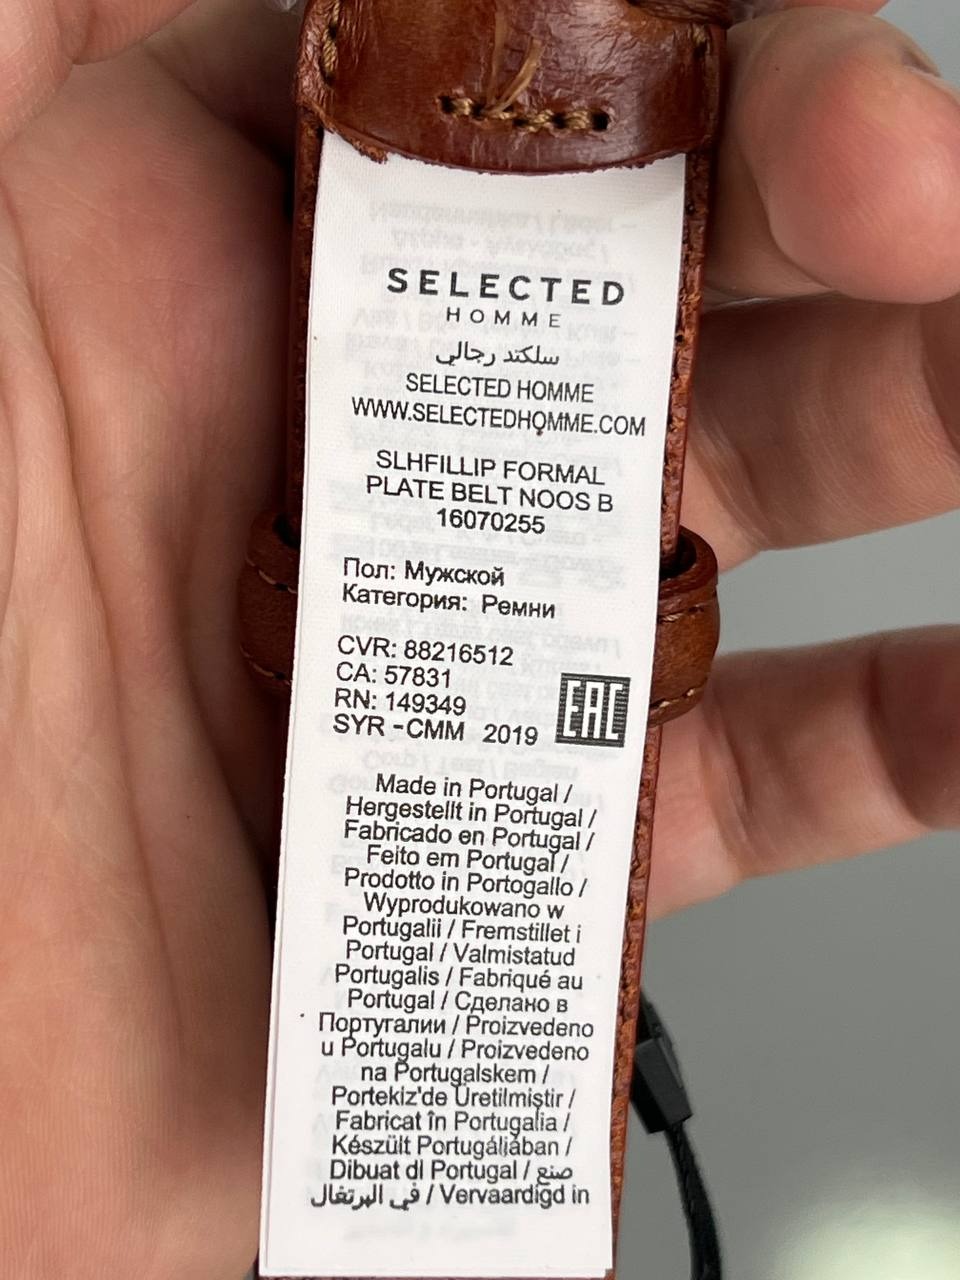 SELECTED
HOMME
سلكتد رجالي
SELECTED HOMME
WWW.SELECTEDHOMME.COM
SLHFILLIP FORMAL
PLATE BELT NOOS B
16070255
Пол: Мужской
Категория: Ремни
CVR: 88216512
CA: 57831
RN: 149349
SYR -CMM 2019 EAC
Made in Portugal /
Hergestellt in Portugal /
Fabricado en Portugal /
Feito em Portugal /
Prodotto in Portogallo /
Wyprodukowano w
Portugalii / Fremstillet i
Portugal / Valmistatud
Portugalis / Fabriqué au
Portugal / Сделано в
Португалии / Proizvedeno
u Portugalu / Proizvedeno
na Portugalskem /
Portekiz'de Üretilmiştir /
Fabricat în Portugalia /
Készült Portugáljában /
Dibuat di Portugal / صنع
في البرتغال / Vervaardigd in